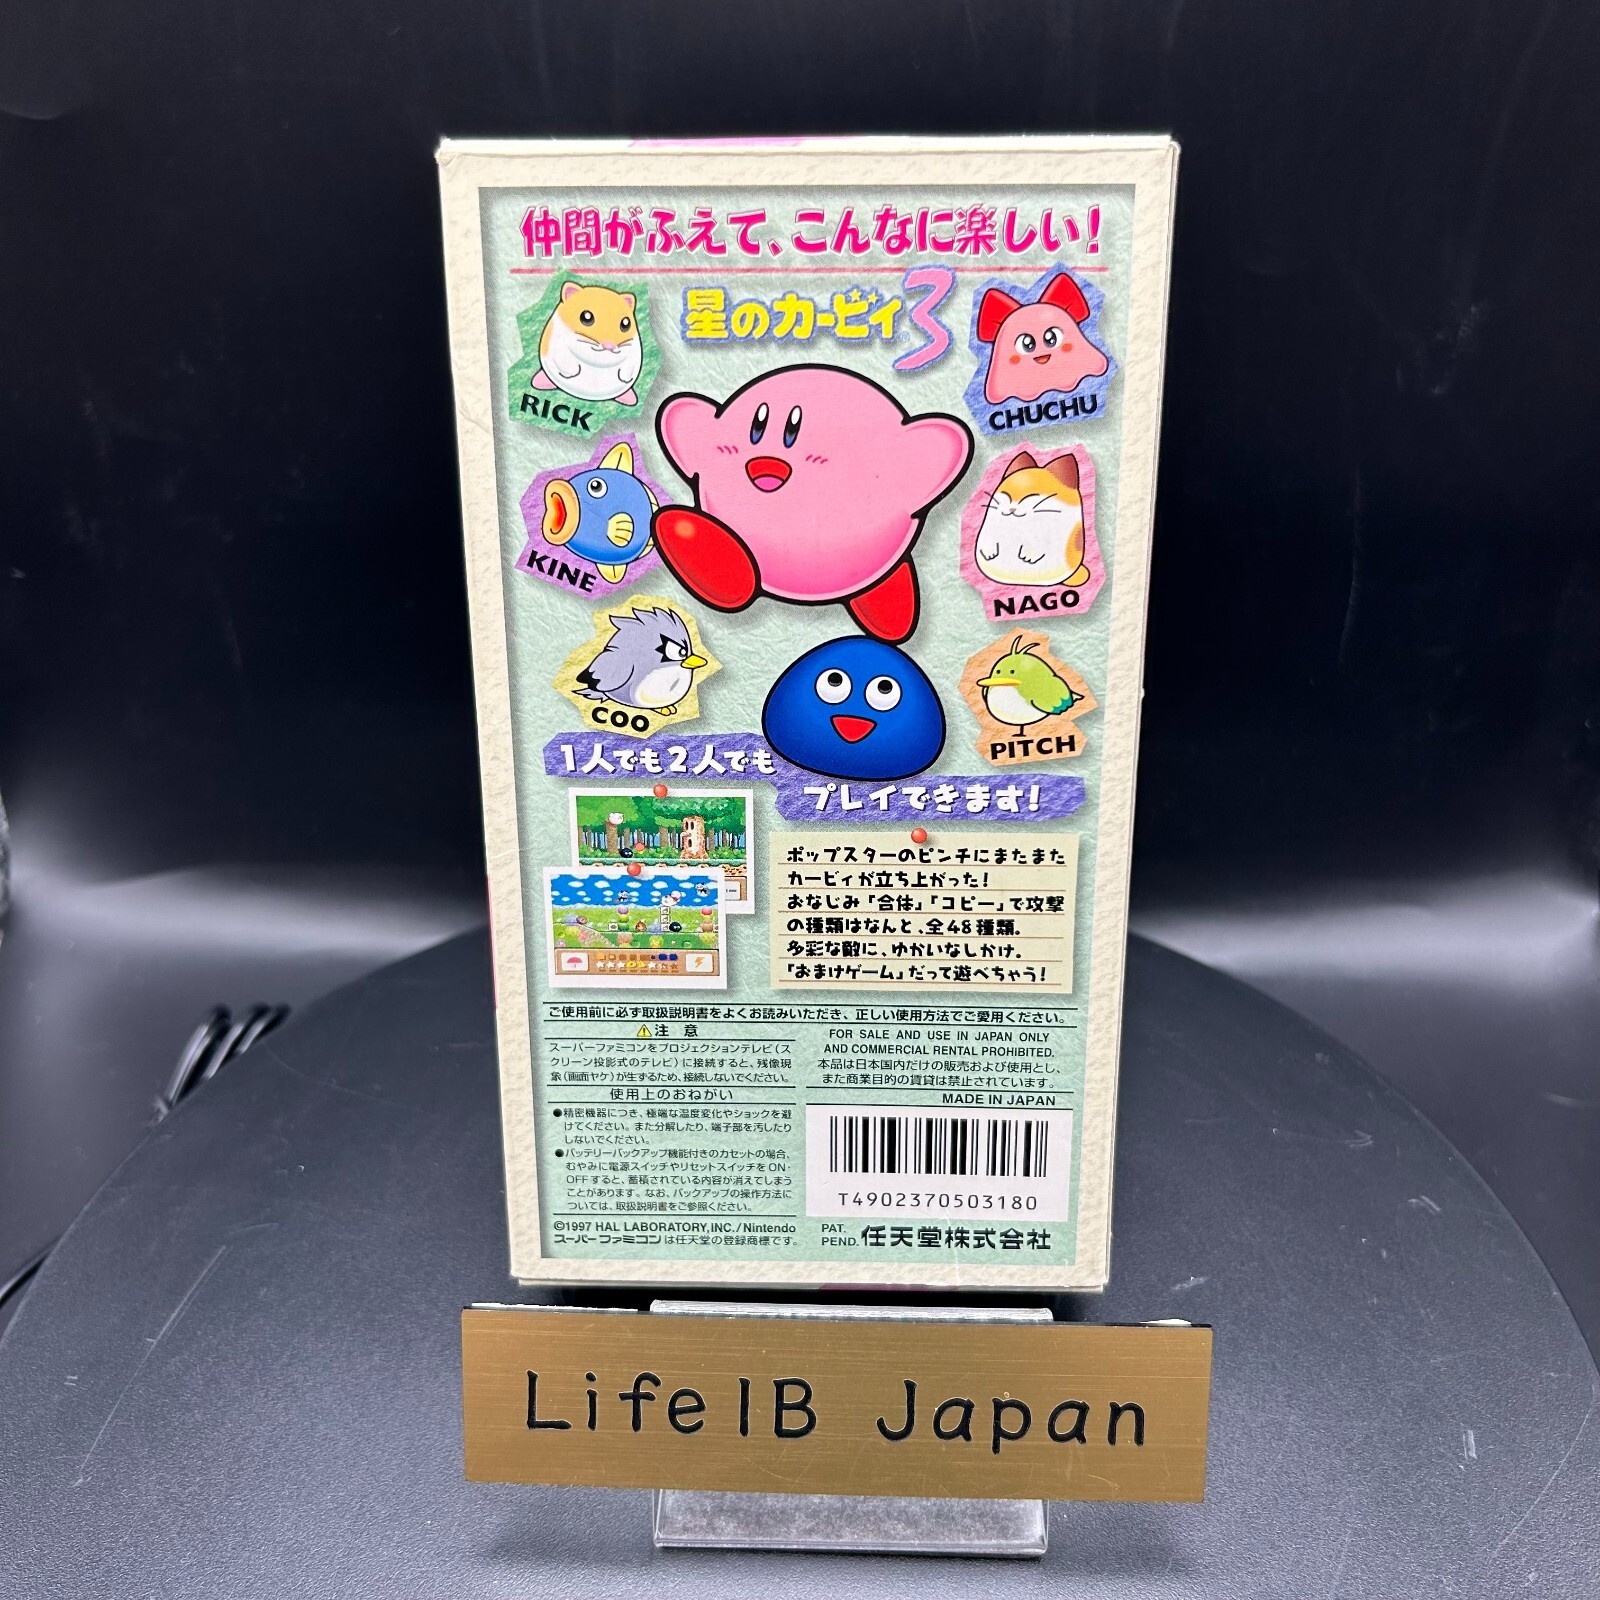 仲間がふえて、こんなに楽しい!
星のカービィ3
RICK
CHUCHU
KINE
NAGO
COO
PITCH
1人でも2人でも
プレイできます!
ポップスターのピンチにまたまた
カービィが立ち上がった!
おなじみ「合体」「コピー」で攻撃
の種類はなんと、全48種類。
多彩な敵に、ゆかいなしかけ。
「おまけゲーム」だって遊べちゃう!
ご使用前に必ず取扱説明書をよくお読みいただき、正しい使用方法でご愛用ください。
⚠注 意
スーパーファミコンをプロジェクションテレビ(ス
クリーン投影式のテレビ)に接続すると、残像現
象(画面ヤケ)が生ずるため、接続しないでください。
使用上のおねがい
●精密機器につき、極端な温度変化やショックを避
けてください。また分解したり、端子部を汚したり
しないでください。
●バッテリーバックアップ機能付きのカセットの場合、
むやみに電源スイッチやリセットスイッチをON・
OFFすると、蓄積されている内容が消えてしまう
ことがあります。なお、バックアップの操作方法に
ついては、取扱説明書をご参照ください。
©1997 HAL LABORATORY, INC./Nintendo
スーパーファミコンは任天堂の登録商標です。
FOR SALE AND USE IN JAPAN ONLY
AND COMMERCIAL RENTAL PROHIBITED.
本品は日本国内だけの販売および使用とし、
また商業目的の賃貸は禁止されています。
MADE IN JAPAN
T4902370503180
PAT.
PEND. 任天堂株式会社
LifeIB Japan